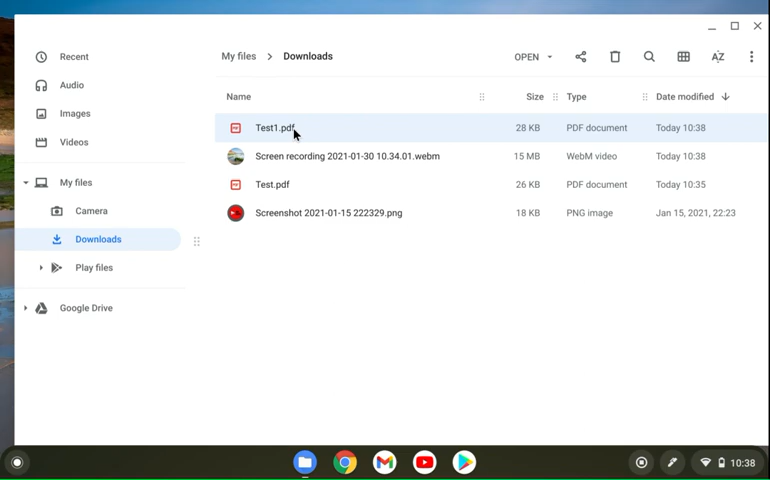 Recent
Audio
Images
Videos
My files
Camera
Downloads
Play files
Google Drive
My files > Downloads
OPEN
AZ
Name Size Type Date modified
Test1.pdf 28 KB PDF document Today 10:38
Screen recording 2021-01-30 10.34.01.webm 15 MB WebM video Today 10:38
Test.pdf 26 KB PDF document Today 10:35
Screenshot 2021-01-15 222329.png 18 KB PNG image Jan 15, 2021, 22:23
10:38